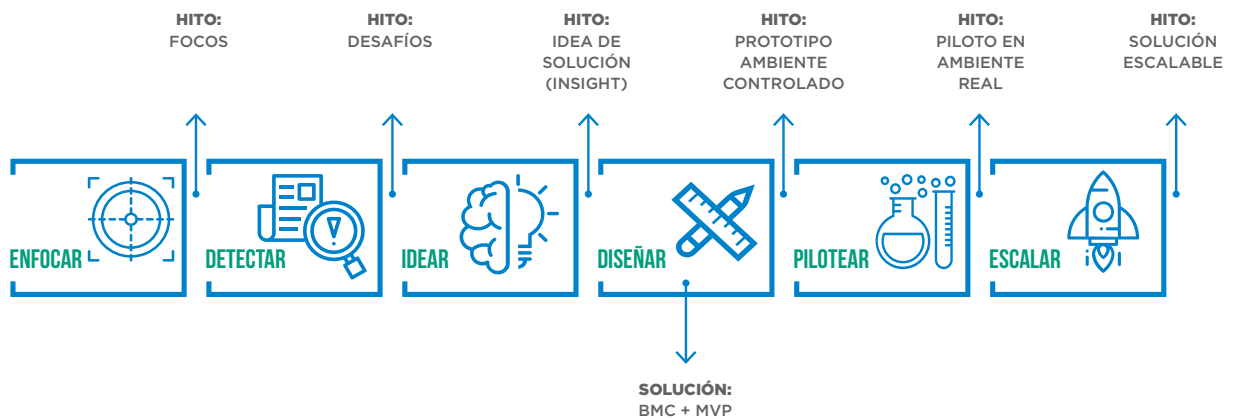 HITO:
FOCOS
HITO:
DESAFÍOS
HITO:
IDEA DE
SOLUCIÓN
(INSIGHT)
HITO:
PROTOTIPO
AMBIENTE
CONTROLADO
HITO:
PILOTO EN
AMBIENTE
REAL
HITO:
SOLUCIÓN
ESCALABLE
ENFOCAR
DETECTAR
IDEAR
DISEÑAR
PILOTEAR
ESCALAR
SOLUCIÓN:
BMC + MVP